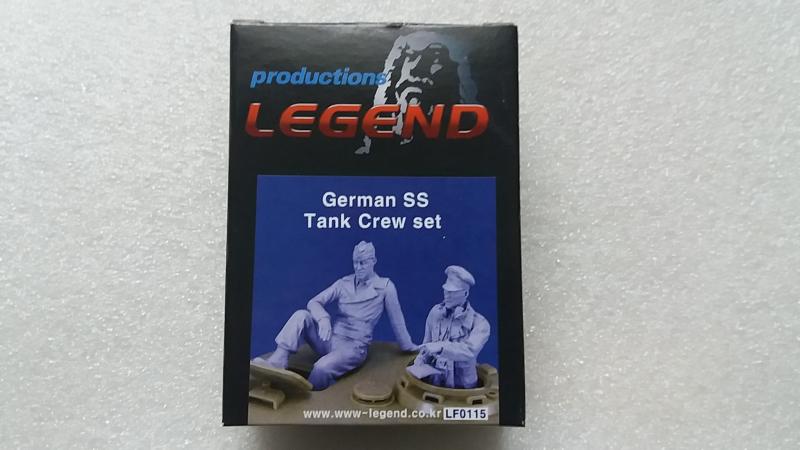 productions
LEGEND
German SS
Tank Crew set
www.www-legend.co.kr LF0115